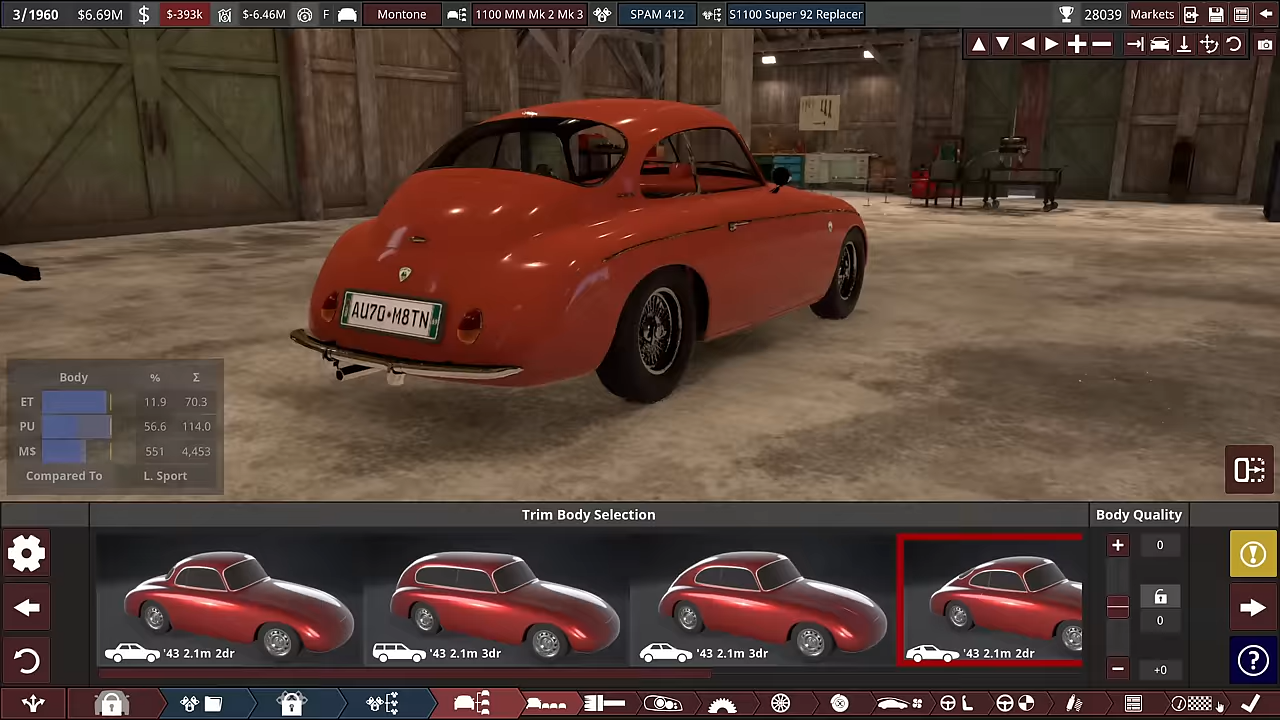 3/1960 $6.69M $ $-393k $-6.46M F Montone 1100 MM Mk 2 Mk 3 SPAM 412 S1100 Super 92 Replacer 28039 Markets
AU70•M8TN
Body % Σ
ET 11.9 70.3
PU 56.6 114.0
M$ 551 4,453
Compared To L. Sport
Trim Body Selection
Body Quality
+ 0
0
− +0
'43 2.1m 2dr
'43 2.1m 3dr
'43 2.1m 3dr
'43 2.1m 2dr